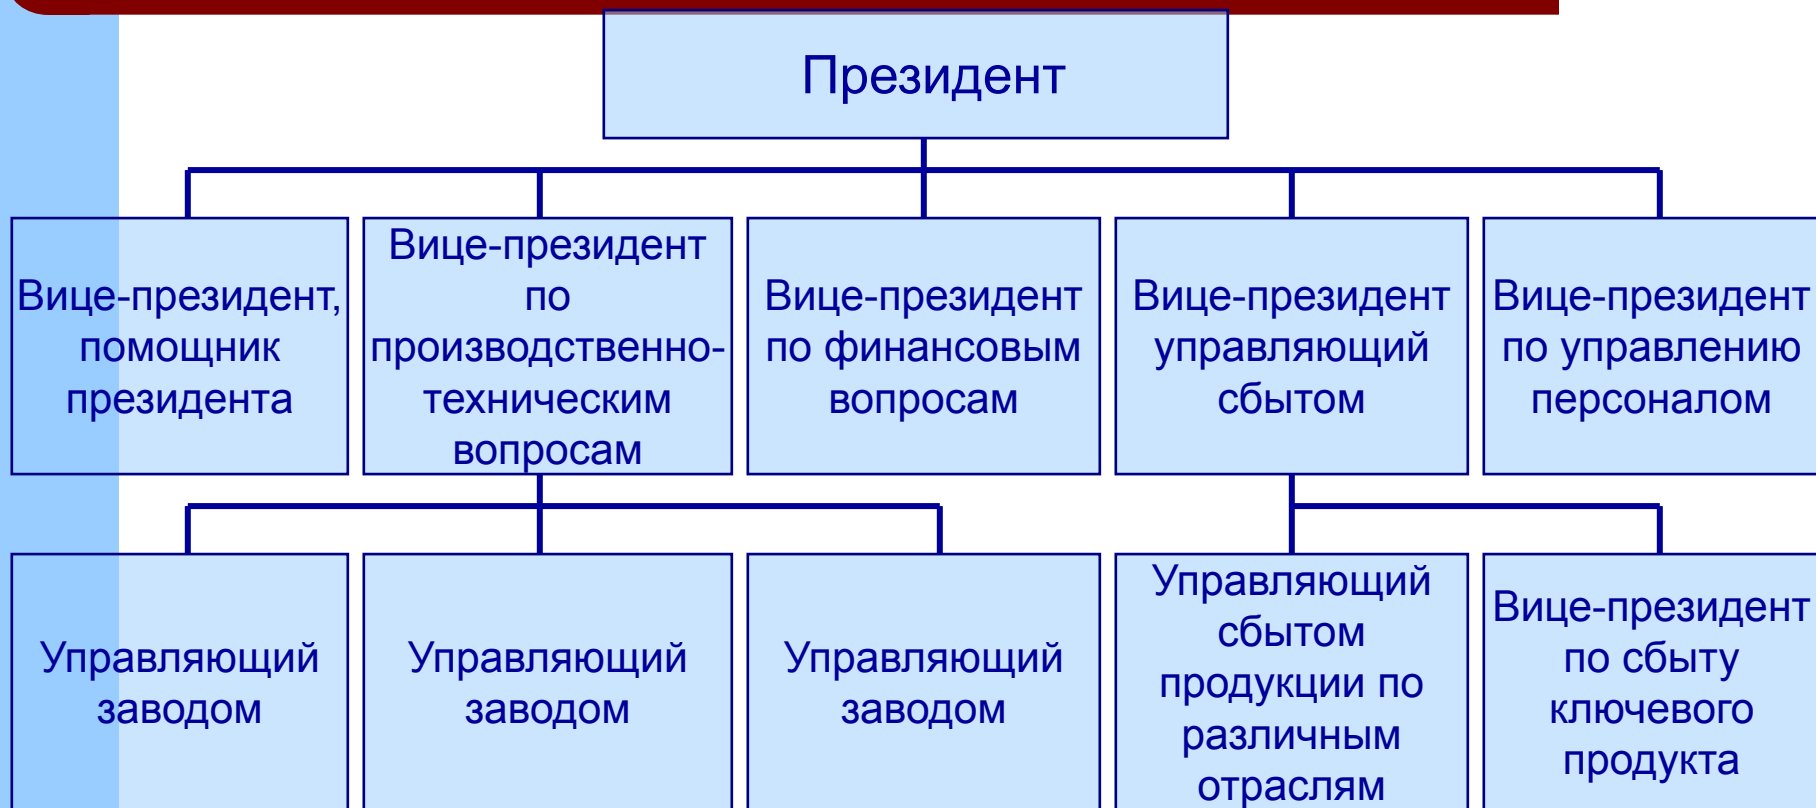 Президент
Вице-президент,
помощник
президента
Вице-президент
по
производственно-
техническим
вопросам
Вице-президент
по финансовым
вопросам
Вице-президент
управляющий
сбытом
Вице-президент
по управлению
персоналом
Управляющий
заводом
Управляющий
заводом
Управляющий
заводом
Управляющий
сбытом
продукции по
различным
отраслям
Вице-президент
по сбыту
ключевого
продукта